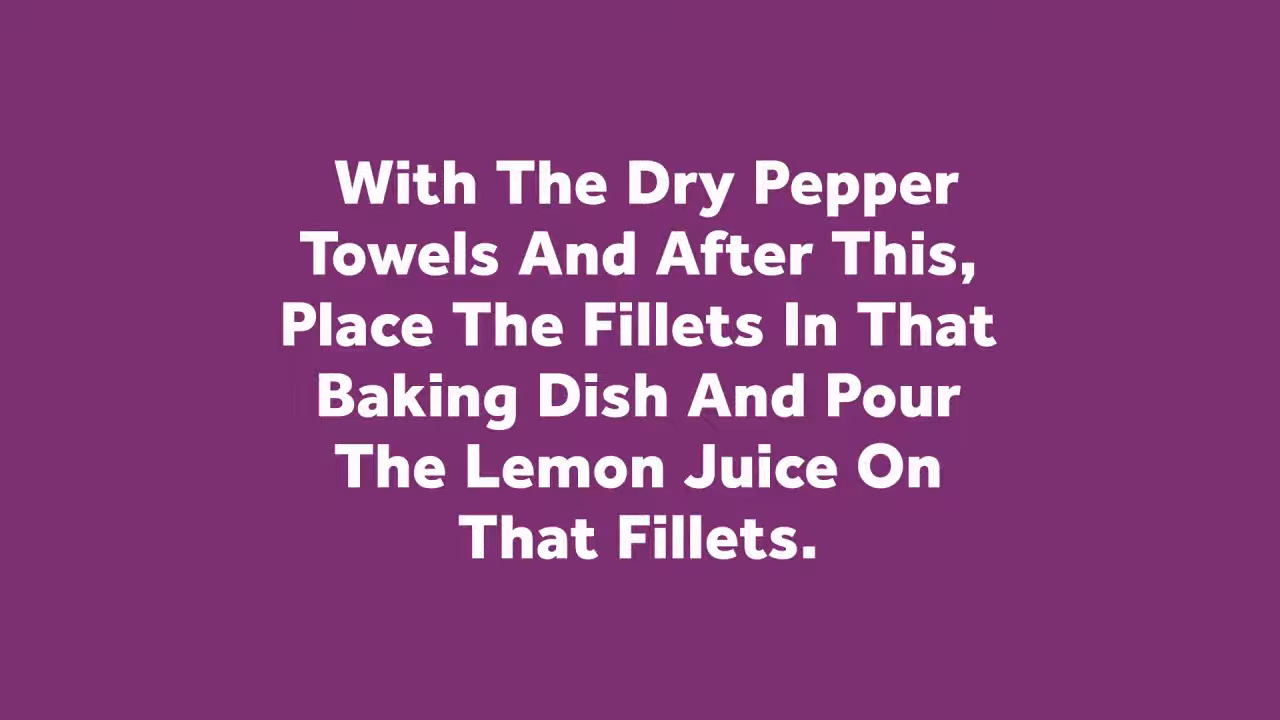 With The Dry Pepper
Towels And After This,
Place The Fillets In That
Baking Dish And Pour
The Lemon Juice On
That Fillets.